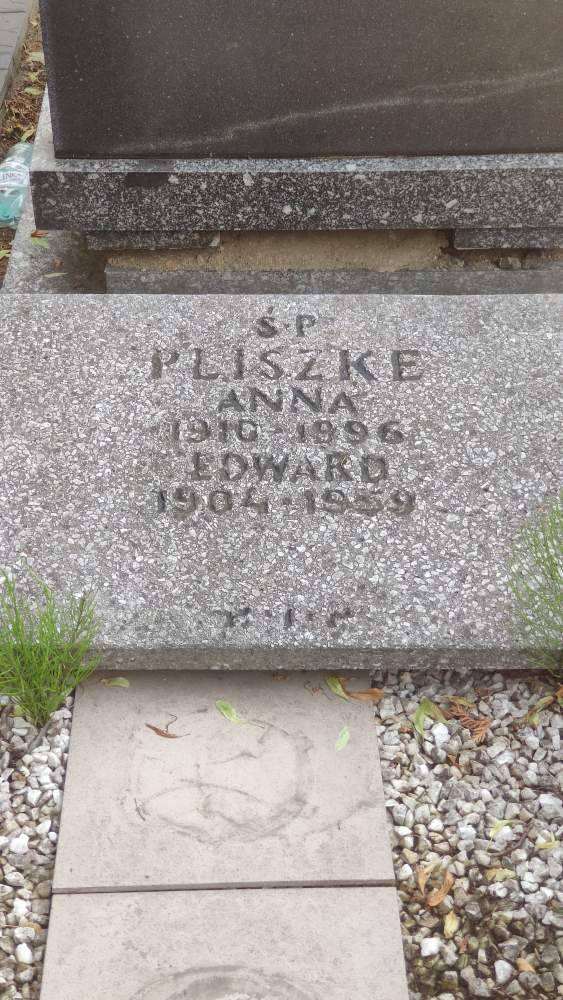 Ś.P
PLISZKE
ANNA
1910-1996
EDWARD
1904-1959